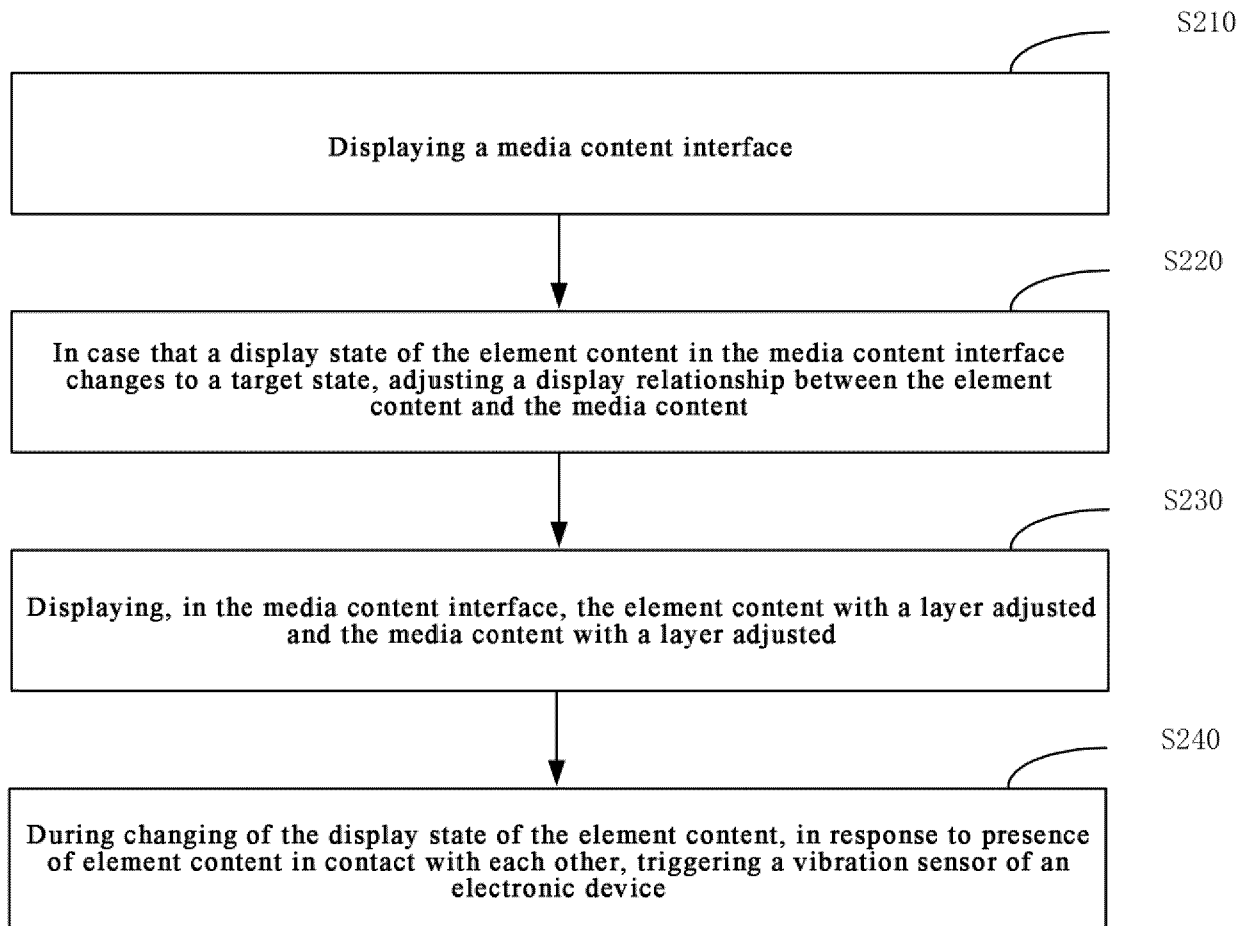 S210
Displaying a media content interface
S220
In case that a display state of the element content in the media content interface
changes to a target state, adjusting a display relationship between the element
content and the media content
S230
Displaying, in the media content interface, the element content with a layer adjusted
and the media content with a layer adjusted
S240
During changing of the display state of the element content, in response to presence
of element content in contact with each other, triggering a vibration sensor of an
electronic device